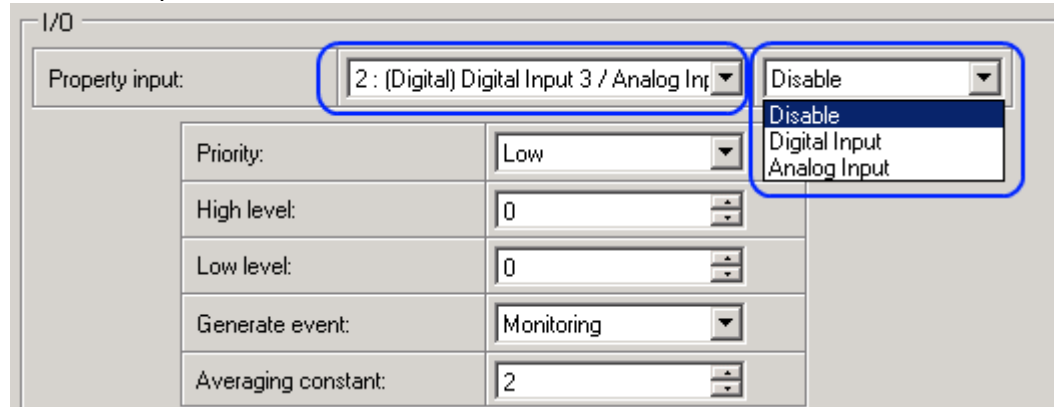 I/O
Property input: 2 : (Digital) Digital Input 3 / Analog Inp Disable
Disable
Digital Input
Analog Input
Priority: Low
High level: 0
Low level: 0
Generate event: Monitoring
Averaging constant: 2